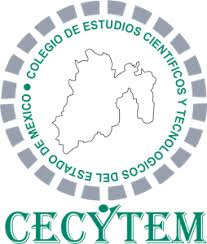 COLEGIO DE ESTUDIOS CIENTIFICOS Y TECNOLOGICOS DEL ESTADO DE MEXICO
CECYTEM